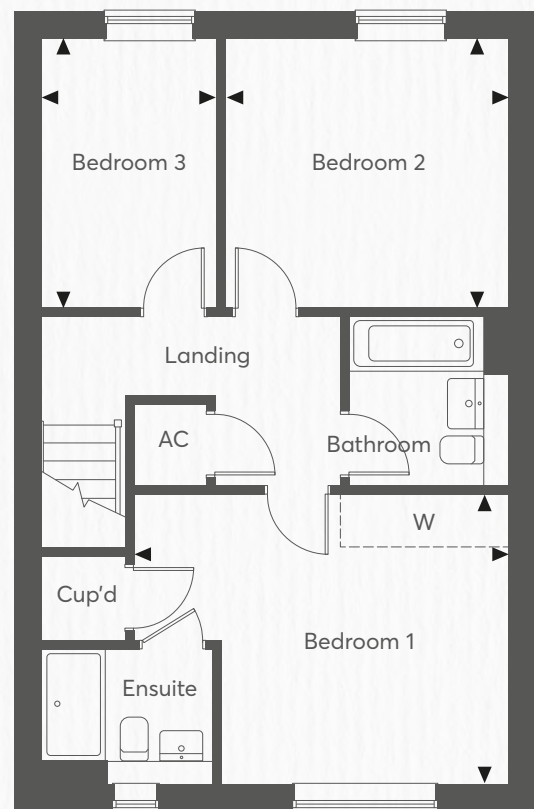 Bedroom 3
Bedroom 2
Landing
AC
Bathroom
W
Cup'd
Bedroom 1
Ensuite